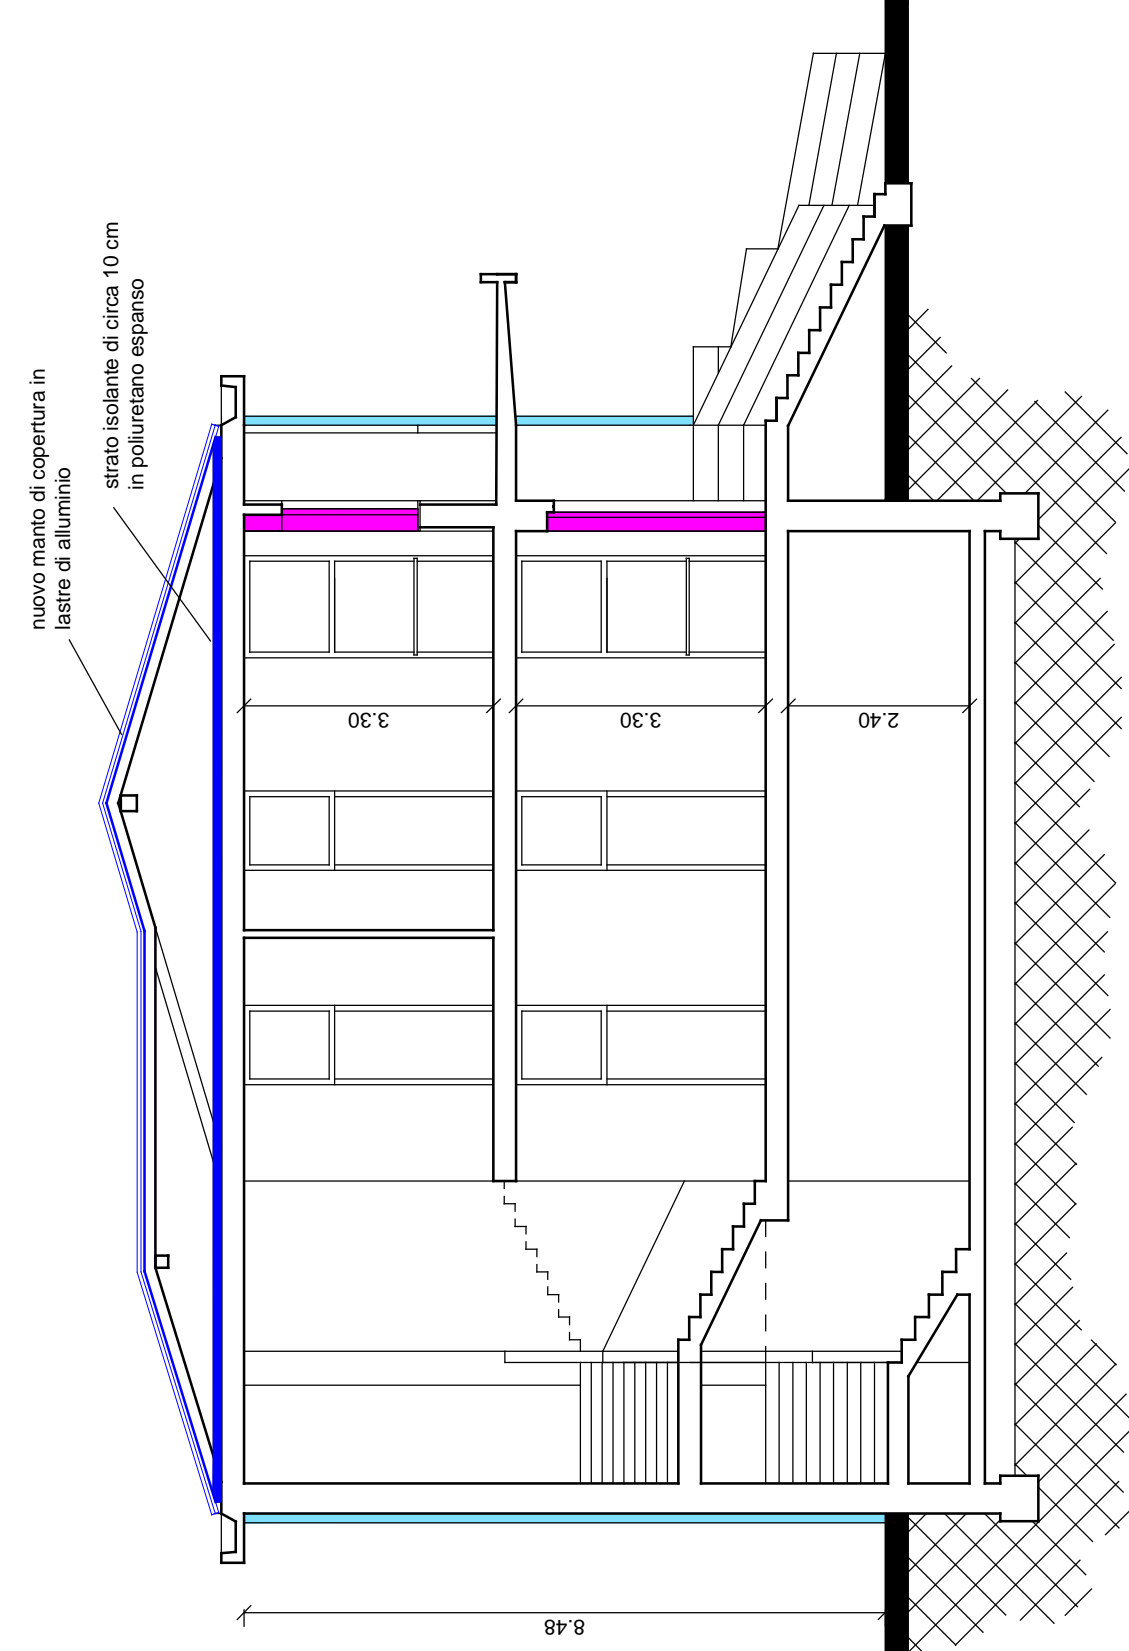 nuovo manto di copertura in
lastre di alluminio
strato isolante di circa 10 cm
in poliuretano espanso
3.30
3.30
2.40
8.48